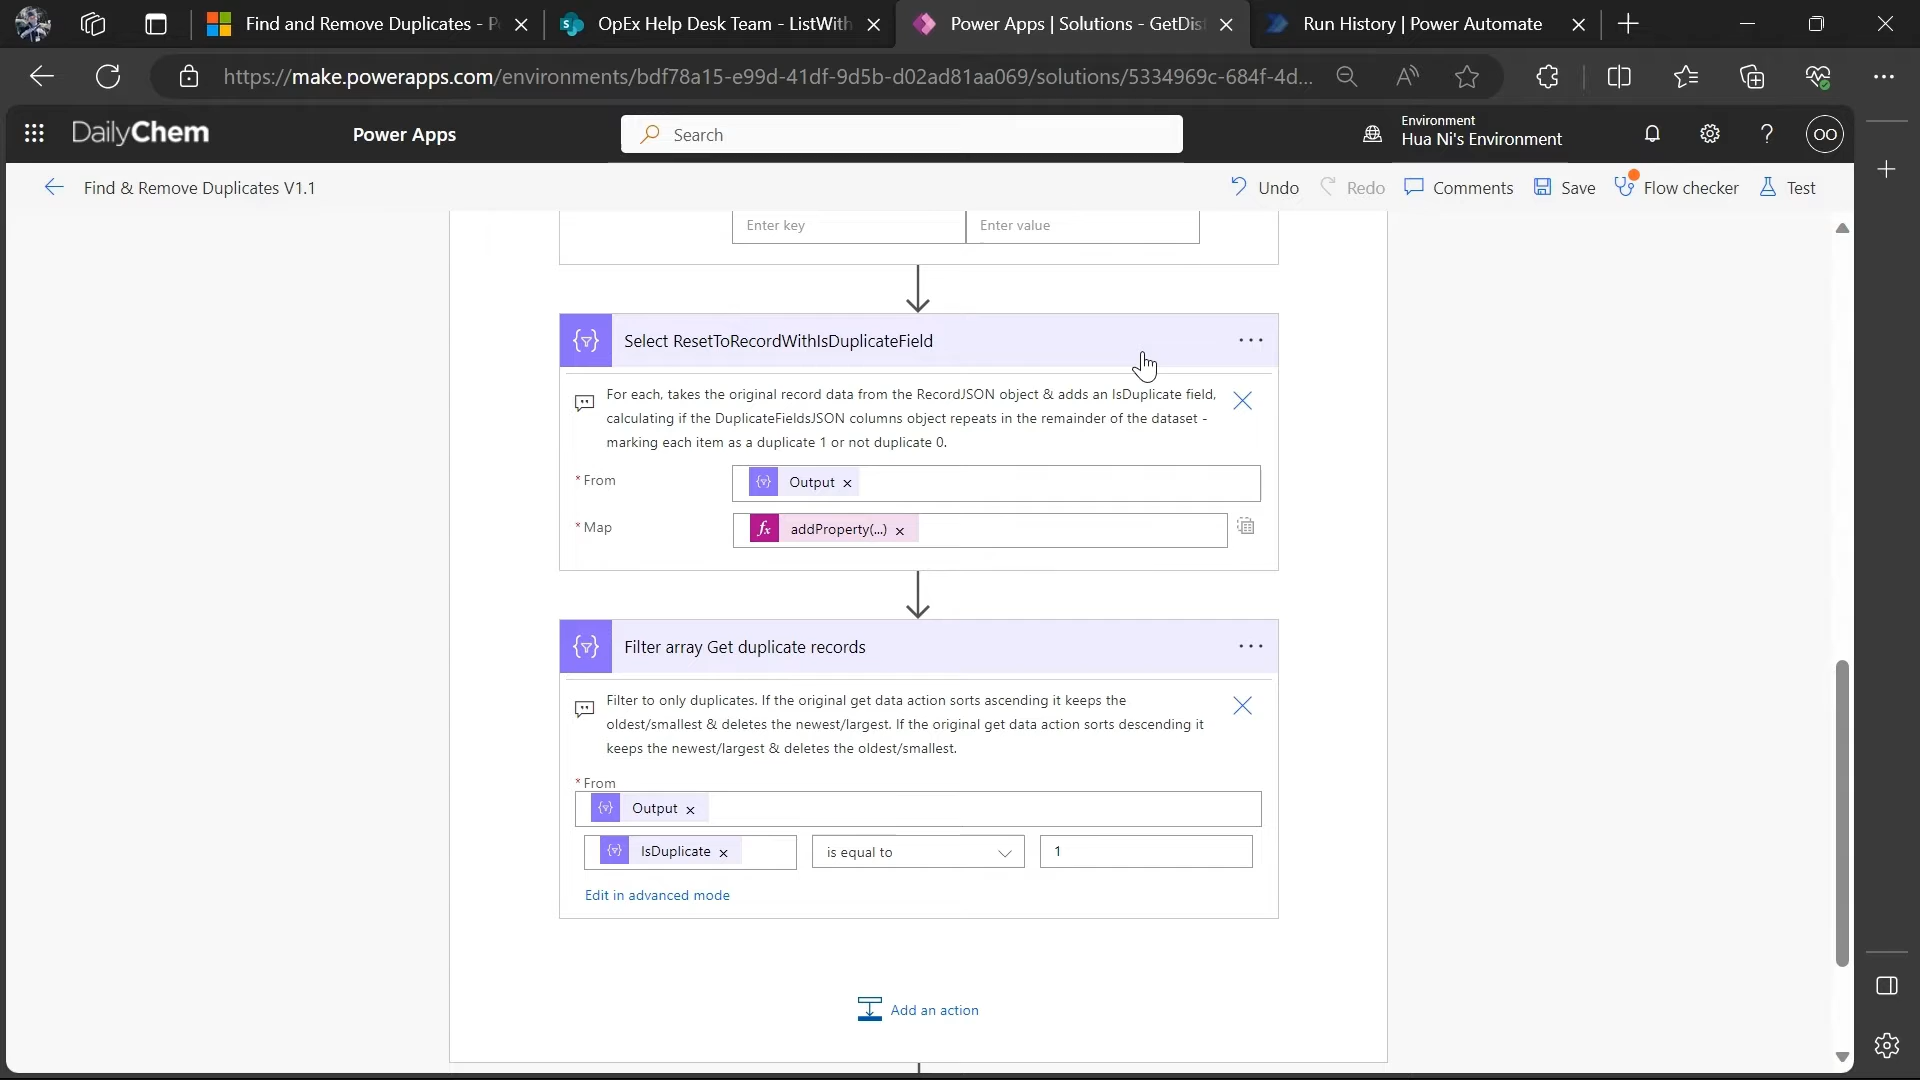 Find and Remove Duplicates - P
OpEx Help Desk Team - ListWith
Power Apps | Solutions - GetDis
Run History | Power Automate
https://make.powerapps.com/environments/bdf78a15-e99d-41df-9d5b-d02ad81aa069/solutions/5334969c-684f-4d...
DailyChem
Power Apps
Search
Environment
Hua Ni's Environment
OO
Find & Remove Duplicates V1.1
Undo
Redo
Comments
Save
Flow checker
Test
Enter key
Enter value
Select ResetToRecordWithIsDuplicateField
For each, takes the original record data from the RecordJSON object & adds an IsDuplicate field,
calculating if the DuplicateFieldsJSON columns object repeats in the remainder of the dataset -
marking each item as a duplicate 1 or not duplicate 0.
* From
Output
* Map
fx addProperty(...)
Filter array Get duplicate records
Filter to only duplicates. If the original get data action sorts ascending it keeps the
oldest/smallest & deletes the newest/largest. If the original get data action sorts descending it
keeps the newest/largest & deletes the oldest/smallest.
* From
Output
IsDuplicate
is equal to
1
Edit in advanced mode
Add an action